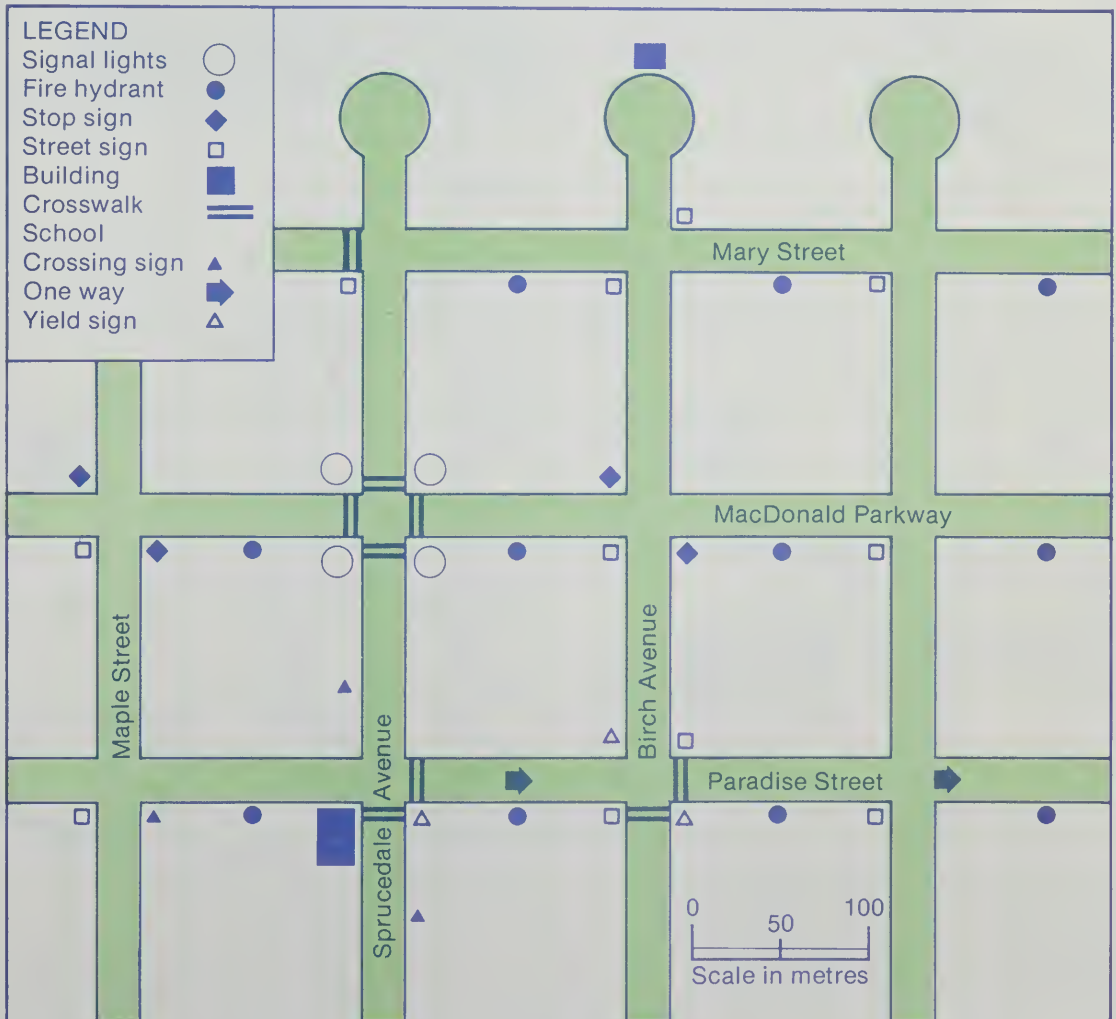 LEGEND
Signal lights
Fire hydrant
Stop sign
Street sign
Building
Crosswalk
School
Crossing sign
One way
Yield sign
Mary Street
MacDonald Parkway
Maple Street
Birch Avenue
Sprucedale Avenue
Paradise Street
0 50 100
Scale in metres